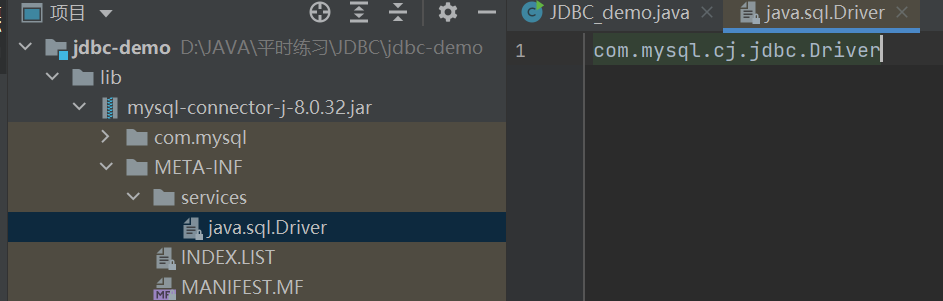 项目
jdbc-demo D:\JAVA\平时练习\JDBC\jdbc-demo
lib
mysql-connector-j-8.0.32.jar
com.mysql
META-INF
services
java.sql.Driver
INDEX.LIST
MF MANIFEST.MF
JDBC_demo.java
java.sql.Driver
1 com.mysql.cj.jdbc.Driver